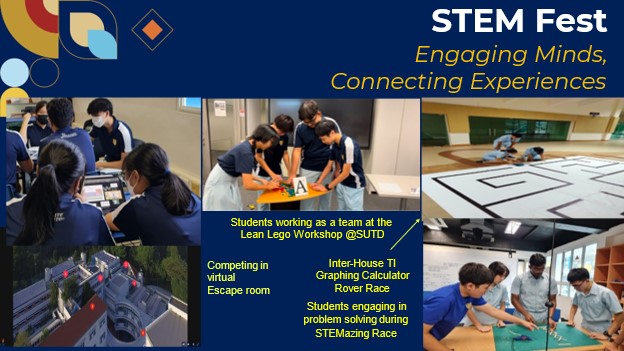 STEM Fest
Engaging Minds,
Connecting Experiences
A
Students working as a team at the
Lean Lego Workshop @SUTD
Competing in
virtual
Escape room
Inter-House TI
Graphing Calculator
Rover Race
Students engaging in
problem solving during
STEMazing Race